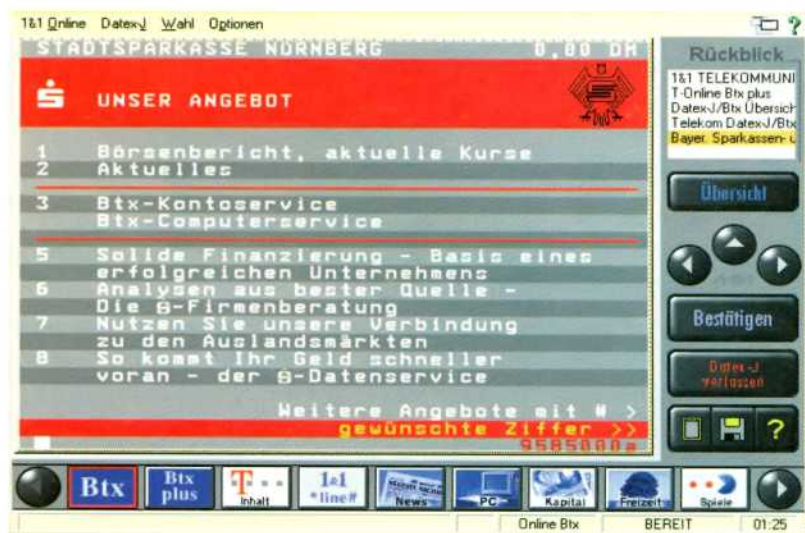 1&1 Online Datex-J Wahl Optionen
STADTSPARKASSE NÜRNBERG 0,00 DM
UNSER ANGEBOT
1 Börsenbericht, aktuelle Kurse
2 Aktuelles
3 Btx-Kontoservice
Btx-Computerservice
5 Solide Finanzierung - Basis eines
erfolgreichen Unternehmens
6 Analysen aus bester Quelle -
Die S-Firmenberatung
7 Nutzen Sie unsere Verbindung
zu den Auslandsmärkten
8 So kommt Ihr Geld schneller
voran - der S-Datenservice
Weitere Angebote mit # >
gewünschte Ziffer >>
9585000a
Rückblick
1&1 TELEKOMMUNI
T-Online Btx plus
Datex-J/Btx Übersich
Telekom Datex-J/Btx
Bayer. Sparkassen- u
Übersicht
Bestätigen
Datex-J
verlassen
?
Btx
Btx
plus
T
Inhalt
1&1
*line#
News
PC
Kapital
Freizeit
Spiele
Online Btx BEREIT 01:25